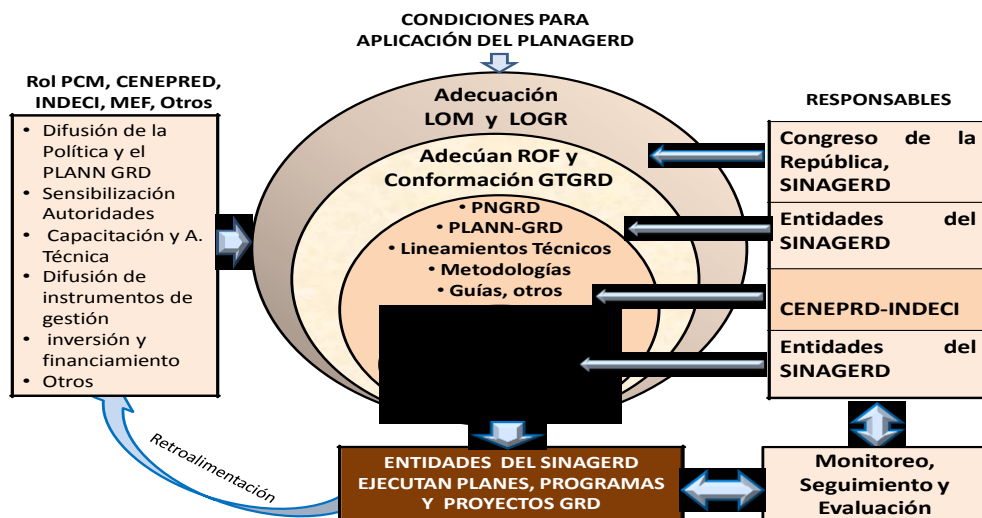 CONDICIONES PARA
APLICACIÓN DEL PLANAGERD
Rol PCM, CENEPRED,
INDECI, MEF, Otros
• Difusión de la
Política y el
PLANN GRD
• Sensibilización
Autoridades
• Capacitación y A.
Técnica
• Difusión de
instrumentos de
gestión
• inversión y
financiamiento
• Otros
Adecuación
LOM y LOGR
Adecúan ROF y
Conformación GTGRD
• PNGRD
• PLANN-GRD
• Lineamientos Técnicos
• Metodologías
• Guías, otros
RESPONSABLES
Congreso de la
República,
SINAGERD
Entidades del
SINAGERD
CENEPRD-INDECI
Entidades del
SINAGERD
Retroalimentación
ENTIDADES DEL SINAGERD
EJECUTAN PLANES, PROGRAMAS
Y PROYECTOS GRD
Monitoreo,
Seguimiento y
Evaluación